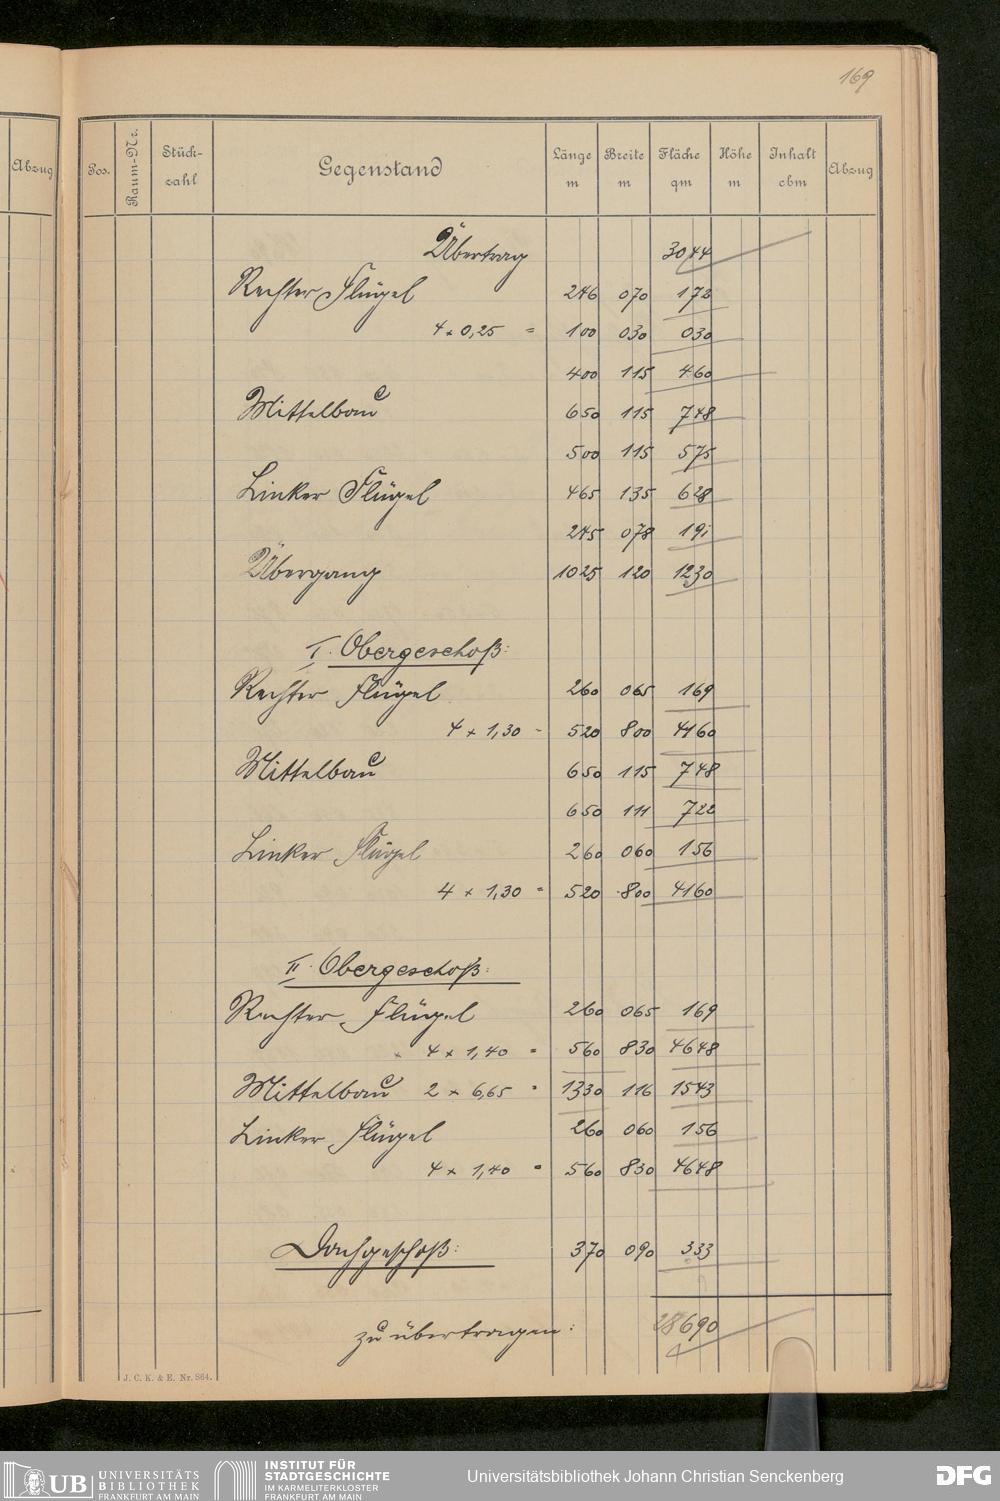 169
Abzug
Pos. Raum-Nr. Stück-zahl Gegenstand Länge m Breite m Fläche qm Höhe m Inhalt cbm Abzug
Übertrag 3044
Rechter Flügel 246 070 172
4 x 0,25 = 100 030 030
400 115 460
Mittelbau 650 115 748
500 115 575
Linker Flügel 465 135 628
245 078 191
Übergang 1025 120 1230
I. Obergeschoß:
Rechter Flügel 260 065 169
4 x 1,30 = 520 800 4160
Mittelbau 650 115 748
650 111 722
Linker Flügel 260 060 156
4 x 1,30 = 520 800 4160
II. Obergeschoß:
Rechter Flügel 260 065 169
4 x 1,40 = 560 830 4648
Mittelbau 2 x 6,65 = 1330 116 1543
Linker Flügel 260 060 156
4 x 1,40 = 560 830 4648
Dachgeschoß: 370 090 333
zu übertragen: 28690
J. C. K. & E. Nr. 864.
UB UNIVERSITÄTS
BIBLIOTHEK
FRANKFURT AM MAIN
INSTITUT FÜR
STADTGESCHICHTE
IM KARMELITERKLOSTER
FRANKFURT AM MAIN
Universitätsbibliothek Johann Christian Senckenberg
DFG